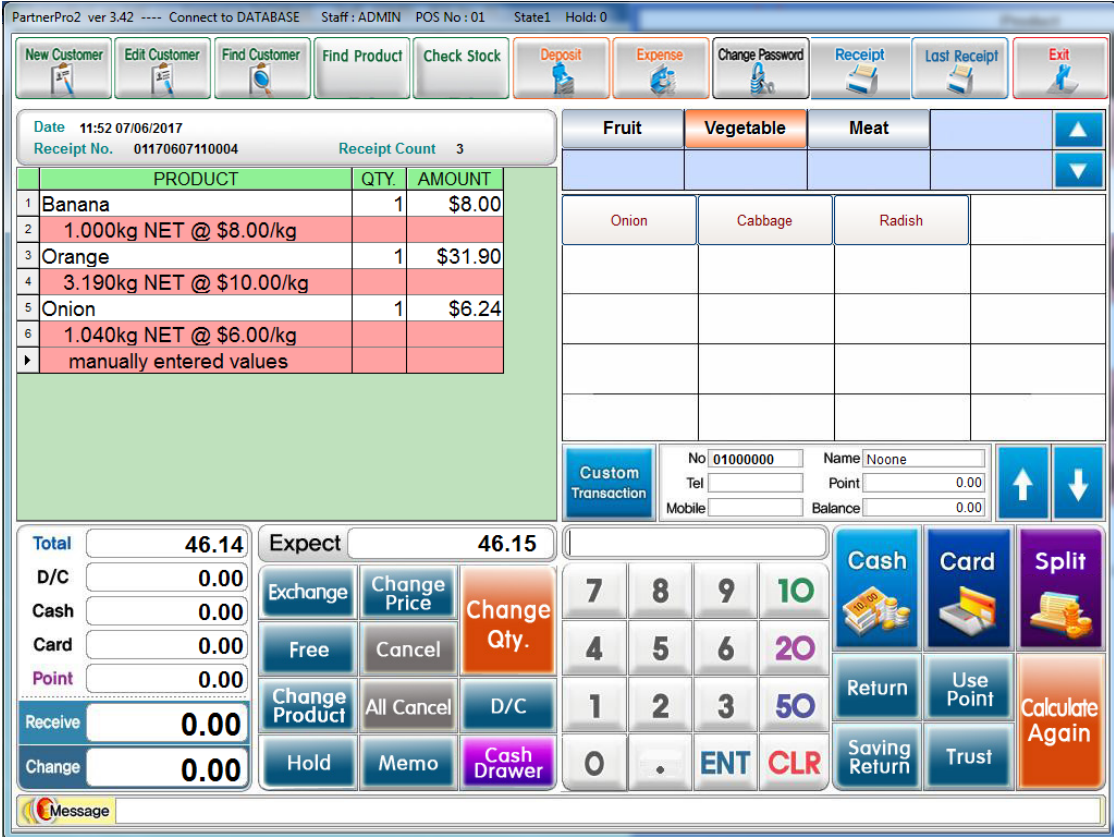 PartnerPro2 ver 3.42 ---- Connect to DATABASE Staff : ADMIN POS No : 01 State1 Hold: 0
New Customer Edit Customer Find Customer Find Product Check Stock Deposit Expense Change Password Receipt Last Receipt Exit
Date 11:52 07/06/2017
Receipt No. 01170607110004 Receipt Count 3
PRODUCT QTY. AMOUNT
1 Banana 1 $8.00
2 1.000kg NET @ $8.00/kg
3 Orange 1 $31.90
4 3.190kg NET @ $10.00/kg
5 Onion 1 $6.24
6 1.040kg NET @ $6.00/kg
manually entered values
Fruit Vegetable Meat
Onion Cabbage Radish
Custom
Transaction
No 01000000 Name Noone
Tel Point 0.00
Mobile Balance 0.00
Total 46.14
D/C 0.00
Cash 0.00
Card 0.00
Point 0.00
Receive 0.00
Change 0.00
Expect 46.15
Exchange Change
Price Change
Qty.
Free Cancel
Change
Product All Cancel D/C
Hold Memo Cash
Drawer
7 8 9 10
4 5 6 20
1 2 3 50
0 . ENT CLR
Cash Card Split
10.00
Return Use
Point Calculate
Again
Saving
Return Trust
Message